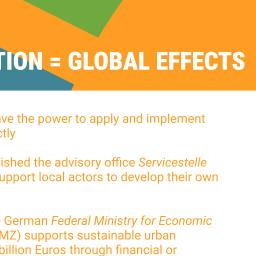 TION = GLOBAL EFFECTS
ve the power to apply and implement
ctly
ished the advisory office Servicestelle
upport local actors to develop their own
German Federal Ministry for Economic
MZ) supports sustainable urban
billion Euros through financial or